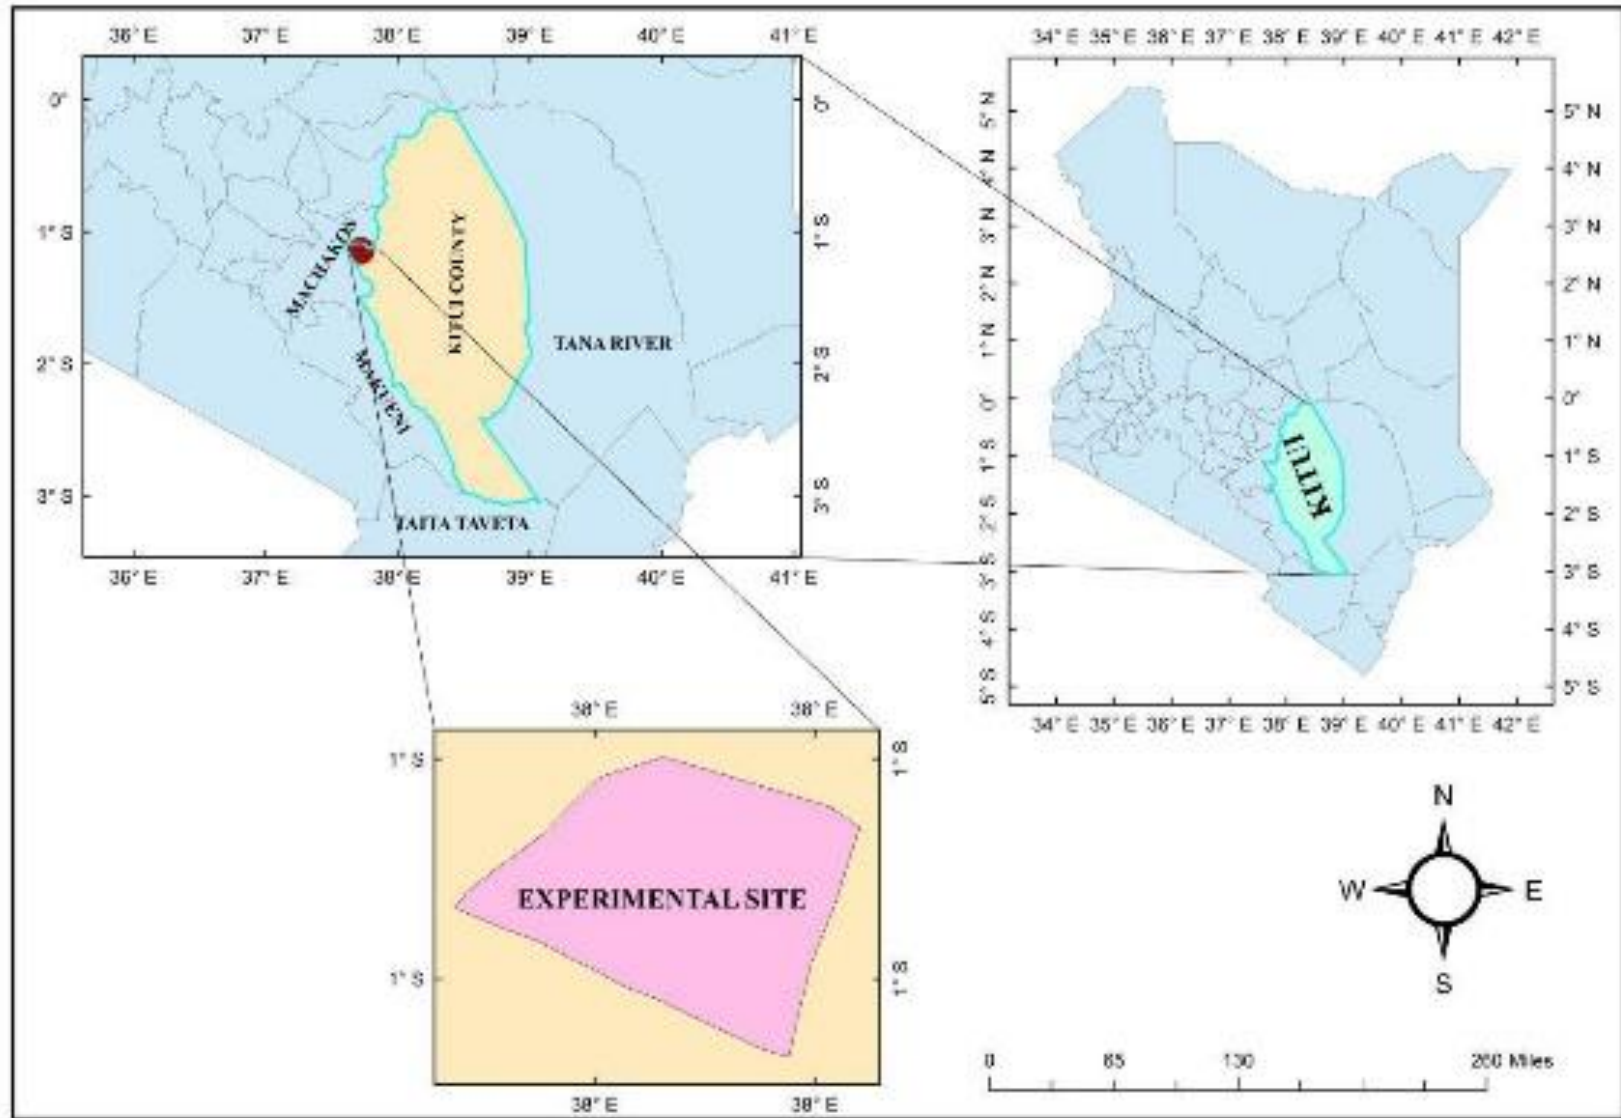 36° E 37° E 38° E 39° E 40° E 41° E
0° 0°
1° S 1° S
2° S 2° S
3° S 3° S
MACHAKOS
KITUI COUNTY
TANA RIVER
MAKUENI
TAITA TAVETA
36° E 37° E 38° E 39° E 40° E 41° E
34° E 35° E 36° E 37° E 38° E 39° E 40° E 41° E 42° E
5° N 5° N
4° N 4° N
3° N 3° N
2° N 2° N
1° N 1° N
0° 0°
1° S 1° S
2° S 2° S
3° S 3° S
4° S 4° S
5° S 5° S
KITUI
34° E 35° E 36° E 37° E 38° E 39° E 40° E 41° E 42° E
38° E 38° E
1° S 1° S
EXPERIMENTAL SITE
1° S 1° S
38° E 38° E
N
W E
S
0 65 130 260 Miles